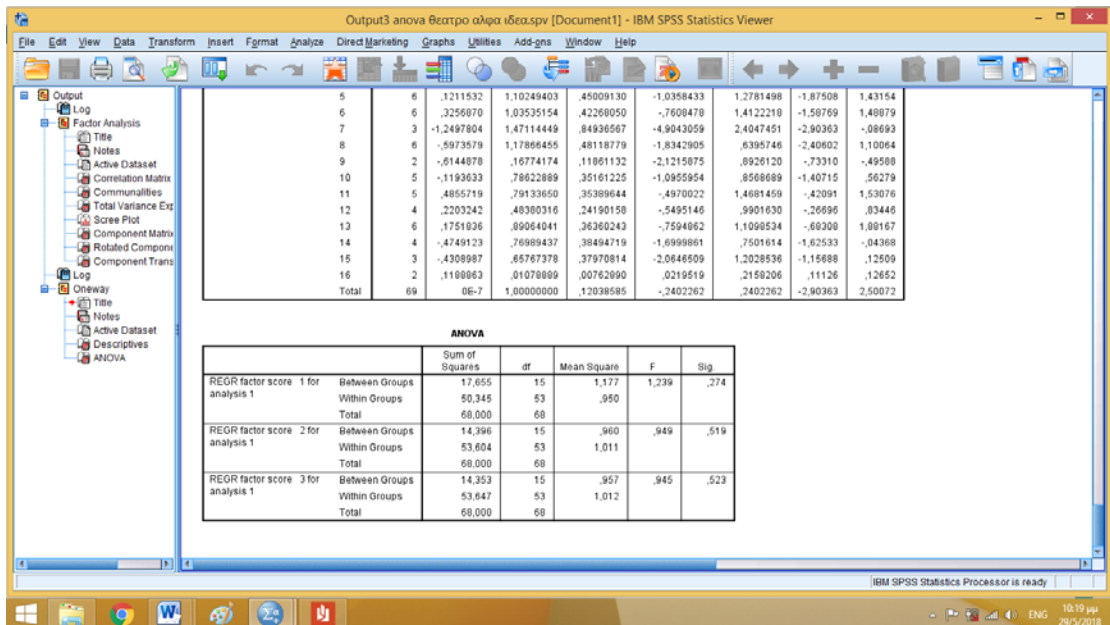 Output3 anova θεατρο αλφα ιδεα.spv [Document1] - IBM SPSS Statistics Viewer
File Edit View Data Transform Insert Format Analyze Direct Marketing Graphs Utilities Add-ons Window Help
Output
Log
Factor Analysis
Title
Notes
Active Dataset
Correlation Matrix
Communalities
Total Variance Exp
Scree Plot
Component Matrix
Rotated Compone
Component Trans
Log
Oneway
Title
Notes
Active Dataset
Descriptives
ANOVA
5 6 ,1211532 1,10249403 ,45009130 -1,0358433 1,2781498 -1,87508 1,43154
6 6 ,3256870 1,03535154 ,42268050 -,7608478 1,4122218 -1,58769 1,48879
7 3 -1,2497804 1,47114449 ,84936567 -4,9043059 2,4047451 -2,90363 -,08693
8 6 -,5973579 1,17866455 ,48118779 -1,8342905 ,6395746 -2,40602 1,10064
9 2 -,6144878 ,16774174 ,11861132 -2,1215875 ,8926120 -,73310 -,49588
10 5 -,1193633 ,78622889 ,35161225 -1,0955954 ,8568689 -1,40715 ,56279
11 5 ,4855719 ,79133650 ,35389644 -,4970022 1,4681459 -,42091 1,53076
12 4 ,2203242 ,48380316 ,24190158 -,5495146 ,9901630 -,26696 ,83446
13 6 ,1751836 ,89064041 ,36360243 -,7594862 1,1098534 -,68308 1,88167
14 4 -,4749123 ,76989437 ,38494719 -1,6999861 ,7501614 -1,62533 -,04368
15 3 -,4308987 ,65767378 ,37970814 -2,0646509 1,2028536 -1,15688 ,12509
16 2 ,1188863 ,01078889 ,00762890 ,0219519 ,2158206 ,11126 ,12652
Total 69 0E-7 1,00000000 ,12038585 -,2402262 ,2402262 -2,90363 2,50072
ANOVA
Sum of Squares df Mean Square F Sig.
REGR factor score 1 for analysis 1 Between Groups 17,655 15 1,177 1,239 ,274
Within Groups 50,345 53 ,950
Total 68,000 68
REGR factor score 2 for analysis 1 Between Groups 14,396 15 ,960 ,949 ,519
Within Groups 53,604 53 1,011
Total 68,000 68
REGR factor score 3 for analysis 1 Between Groups 14,353 15 ,957 ,945 ,523
Within Groups 53,647 53 1,012
Total 68,000 68
IBM SPSS Statistics Processor is ready
ENG 10:19 μμ
29/5/2018